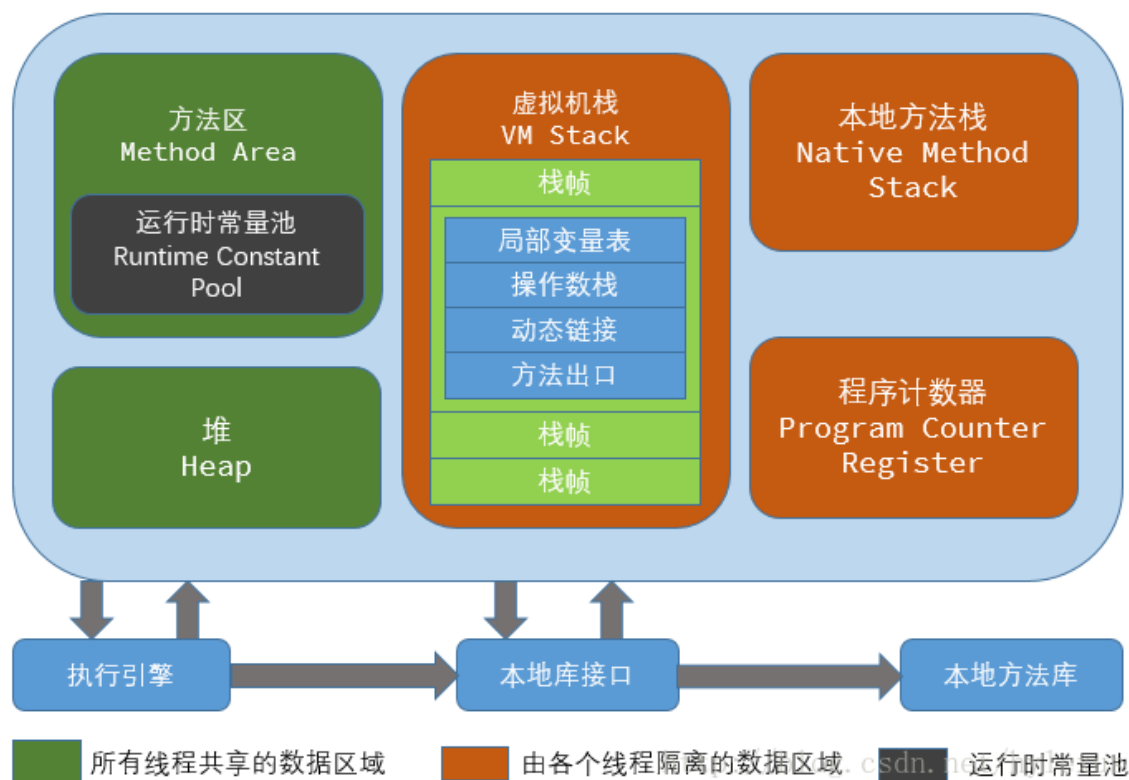 方法区
Method Area
运行时常量池
Runtime Constant
Pool
堆
Heap
虚拟机栈
VM Stack
栈帧
局部变量表
操作数栈
动态链接
方法出口
栈帧
栈帧
本地方法栈
Native Method
Stack
程序计数器
Program Counter
Register
执行引擎
本地库接口
本地方法库
所有线程共享的数据区域
由各个线程隔离的数据区域
运行时常量池